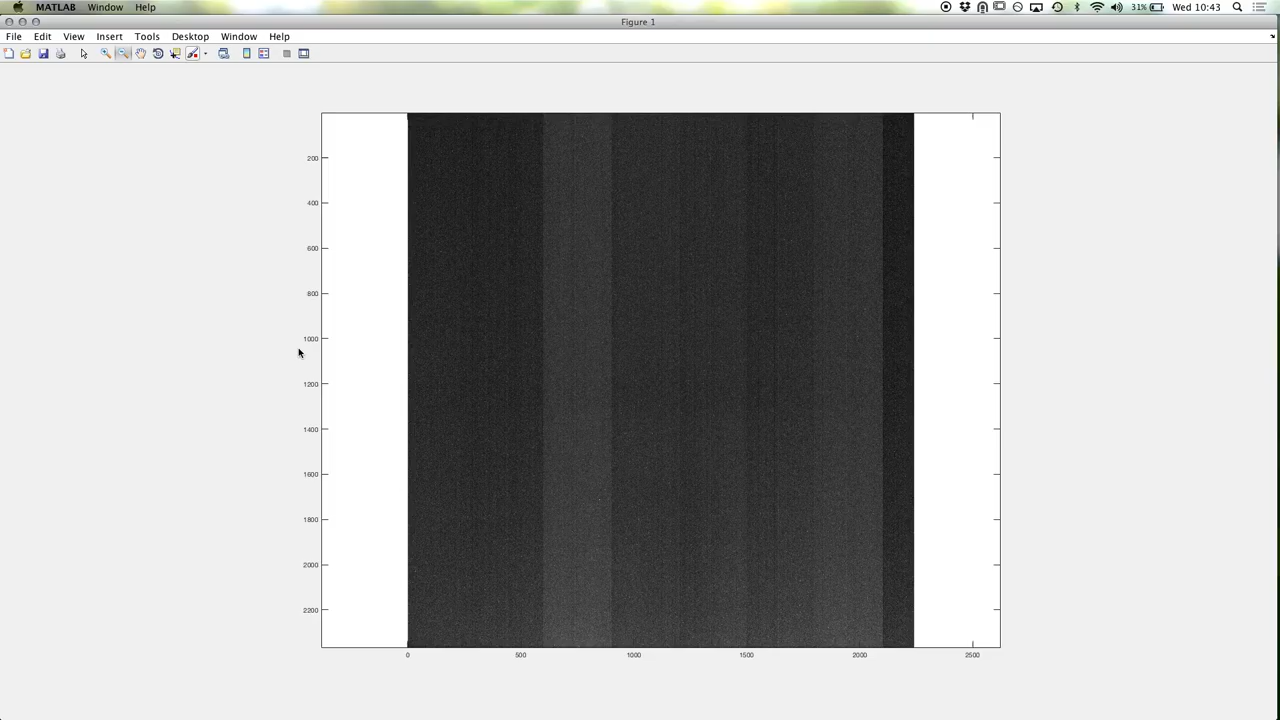 MATLAB Window Help 31% Wed 10:43
Figure 1
File Edit View Insert Tools Desktop Window Help
200
400
600
800
1000
1200
1400
1600
1800
2000
2200
0 500 1000 1500 2000 2500